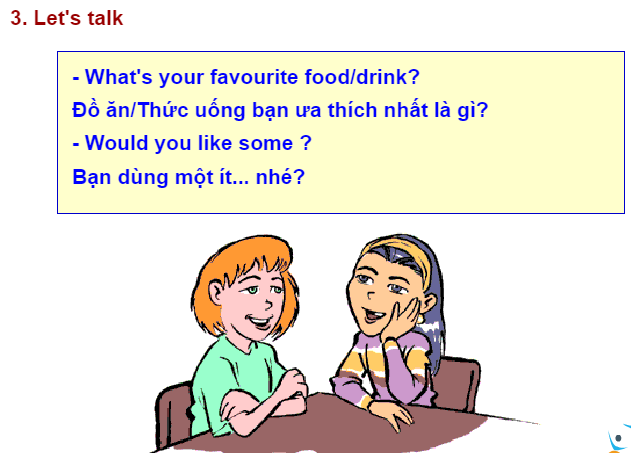 3. Let's talk
- What's your favourite food/drink?
Đồ ăn/Thức uống bạn ưa thích nhất là gì?
- Would you like some ?
Bạn dùng một ít... nhé?